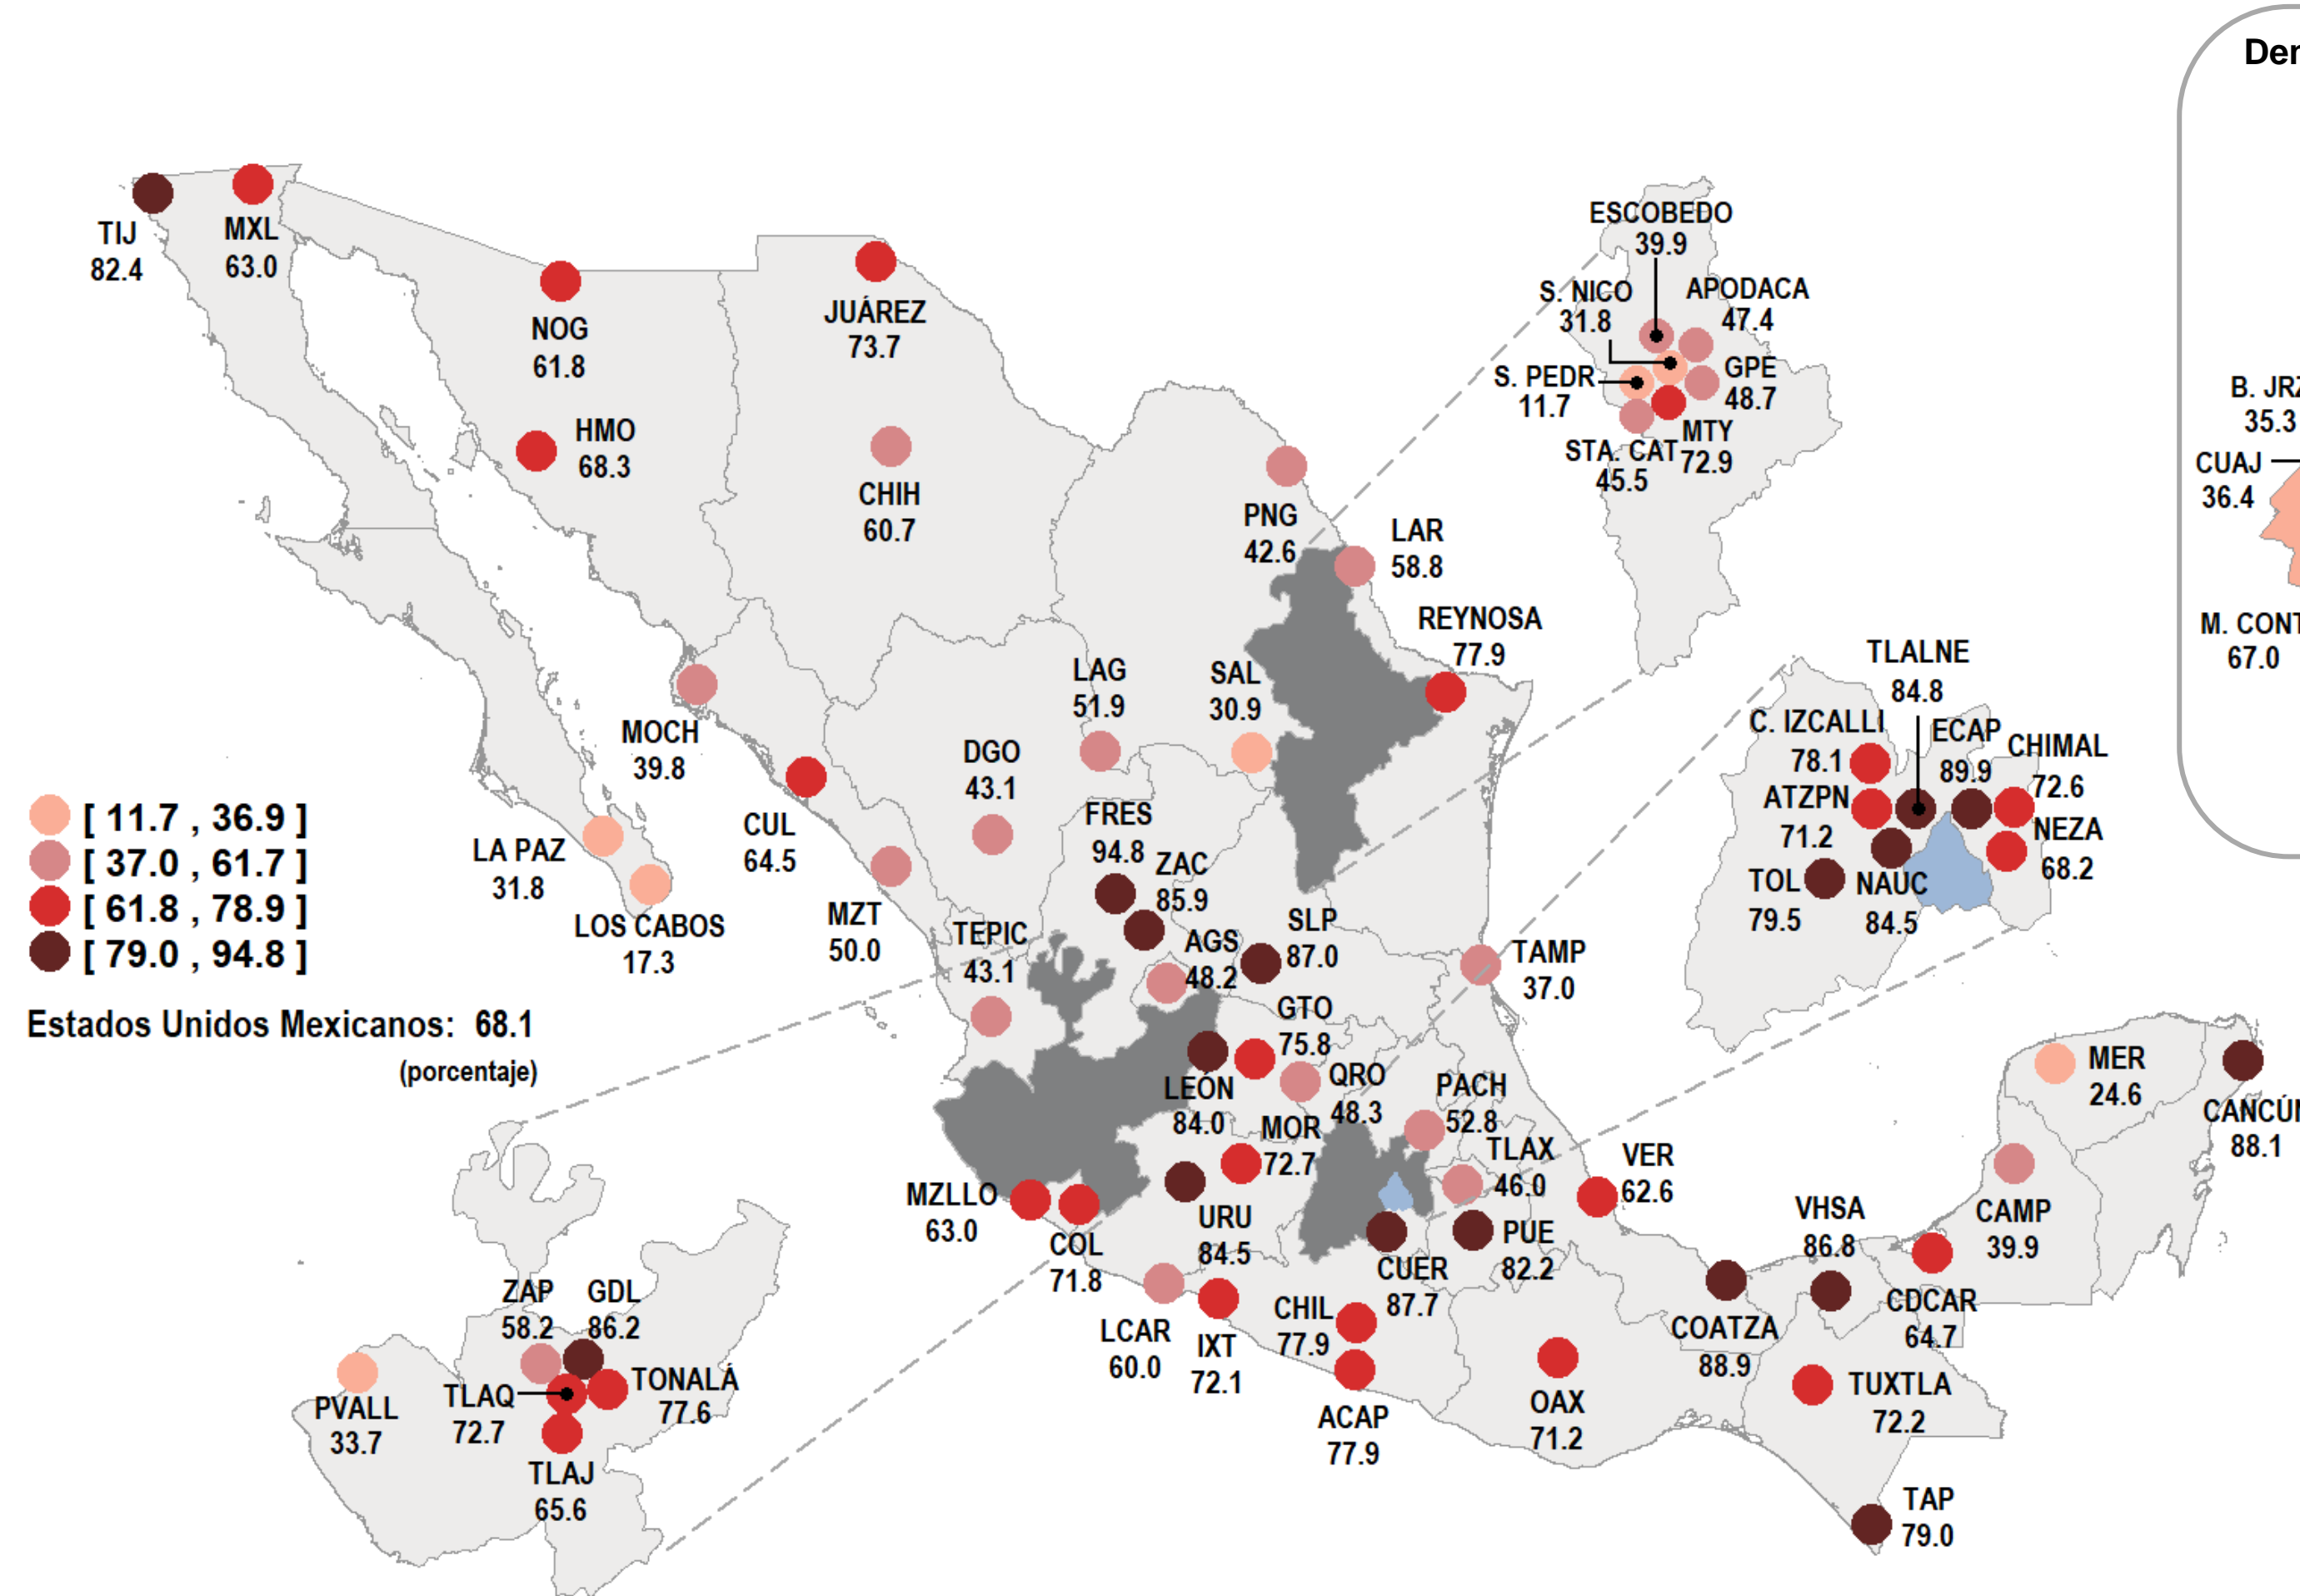 Der
TIJ
82.4
MXL
63.0
NOG
61.8
HMO
68.3
JUÁREZ
73.7
CHIH
60.7
ESCOBEDO
39.9
S. NICO
31.8
APODACA
47.4
S. PEDR
11.7
GPE
48.7
STA. CAT
45.5
MTY
72.9
B. JRZ
35.3
CUAJ
36.4
M. CONT
67.0
PNG
42.6
LAR
58.8
REYNOSA
77.9
LAG
51.9
SAL
30.9
MOCH
39.8
DGO
43.1
CUL
64.5
MZT
50.0
LA PAZ
31.8
LOS CABOS
17.3
FRES
94.8
ZAC
85.9
TEPIC
43.1
AGS
48.2
SLP
87.0
TAMP
37.0
TLALNE
84.8
C. IZCALLI
78.1
ECAP
89.9
CHIMAL
72.6
ATZPN
71.2
NEZA
68.2
TOL
79.5
NAUC
84.5
[ 11.7 , 36.9 ]
[ 37.0 , 61.7 ]
[ 61.8 , 78.9 ]
[ 79.0 , 94.8 ]
Estados Unidos Mexicanos: 68.1
(porcentaje)
GTO
75.8
LEÓN
84.0
QRO
48.3
PACH
52.8
MOR
72.7
TLAX
46.0
MZLLO
63.0
COL
71.8
URU
84.5
CUER
87.7
PUE
82.2
VER
62.6
LCAR
60.0
IXT
72.1
CHIL
77.9
ACAP
77.9
OAX
71.2
COATZA
88.9
VHSA
86.8
CDCAR
64.7
CAMP
39.9
MER
24.6
CANCÚN
88.1
TUXTLA
72.2
TAP
79.0
ZAP
58.2
GDL
86.2
PVALL
33.7
TLAQ
72.7
TONALÁ
77.6
TLAJ
65.6